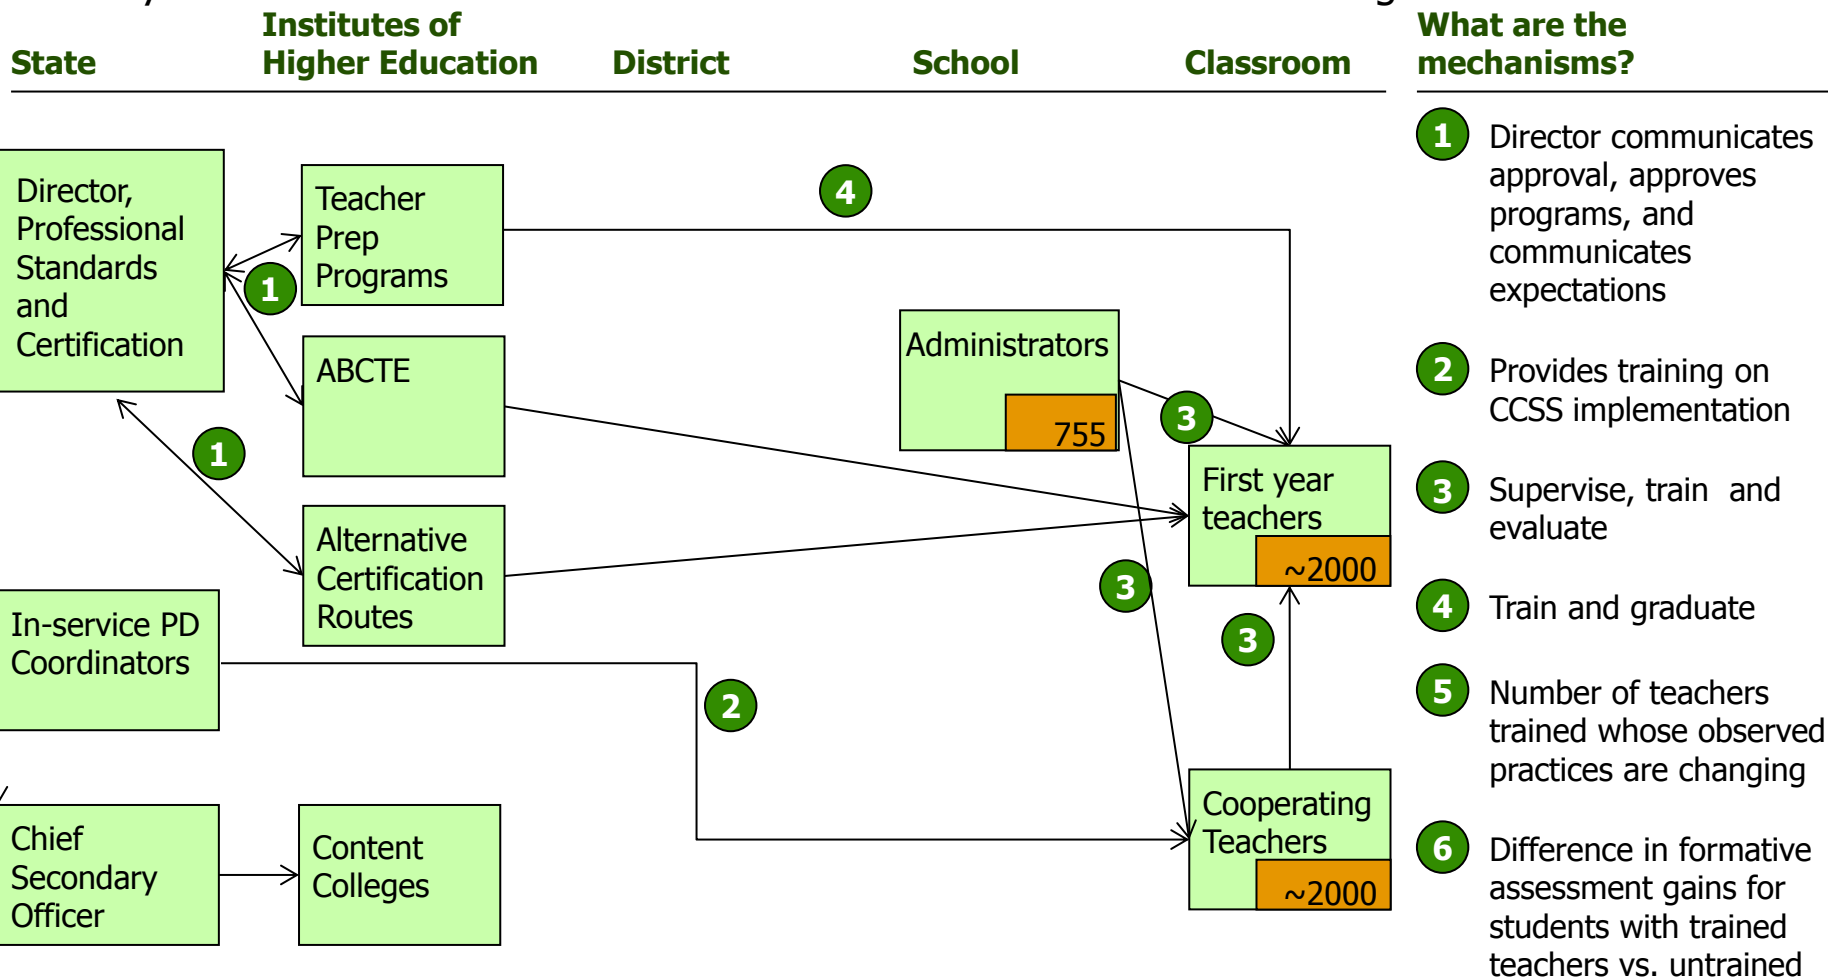 State
Institutes of
Higher Education
District
School
Classroom
What are the
mechanisms?
Director,
Professional
Standards
and
Certification
1
Teacher
Prep
Programs
4
ABCTE
1
Alternative
Certification
Routes
In-service PD
Coordinators
2
Chief
Secondary
Officer
Content
Colleges
Administrators
755
3
First year
teachers
~2000
3
3
Cooperating
Teachers
~2000
1 Director communicates
approval, approves
programs, and
communicates
expectations
2 Provides training on
CCSS implementation
3 Supervise, train and
evaluate
4 Train and graduate
5 Number of teachers
trained whose observed
practices are changing
6 Difference in formative
assessment gains for
students with trained
teachers vs. untrained